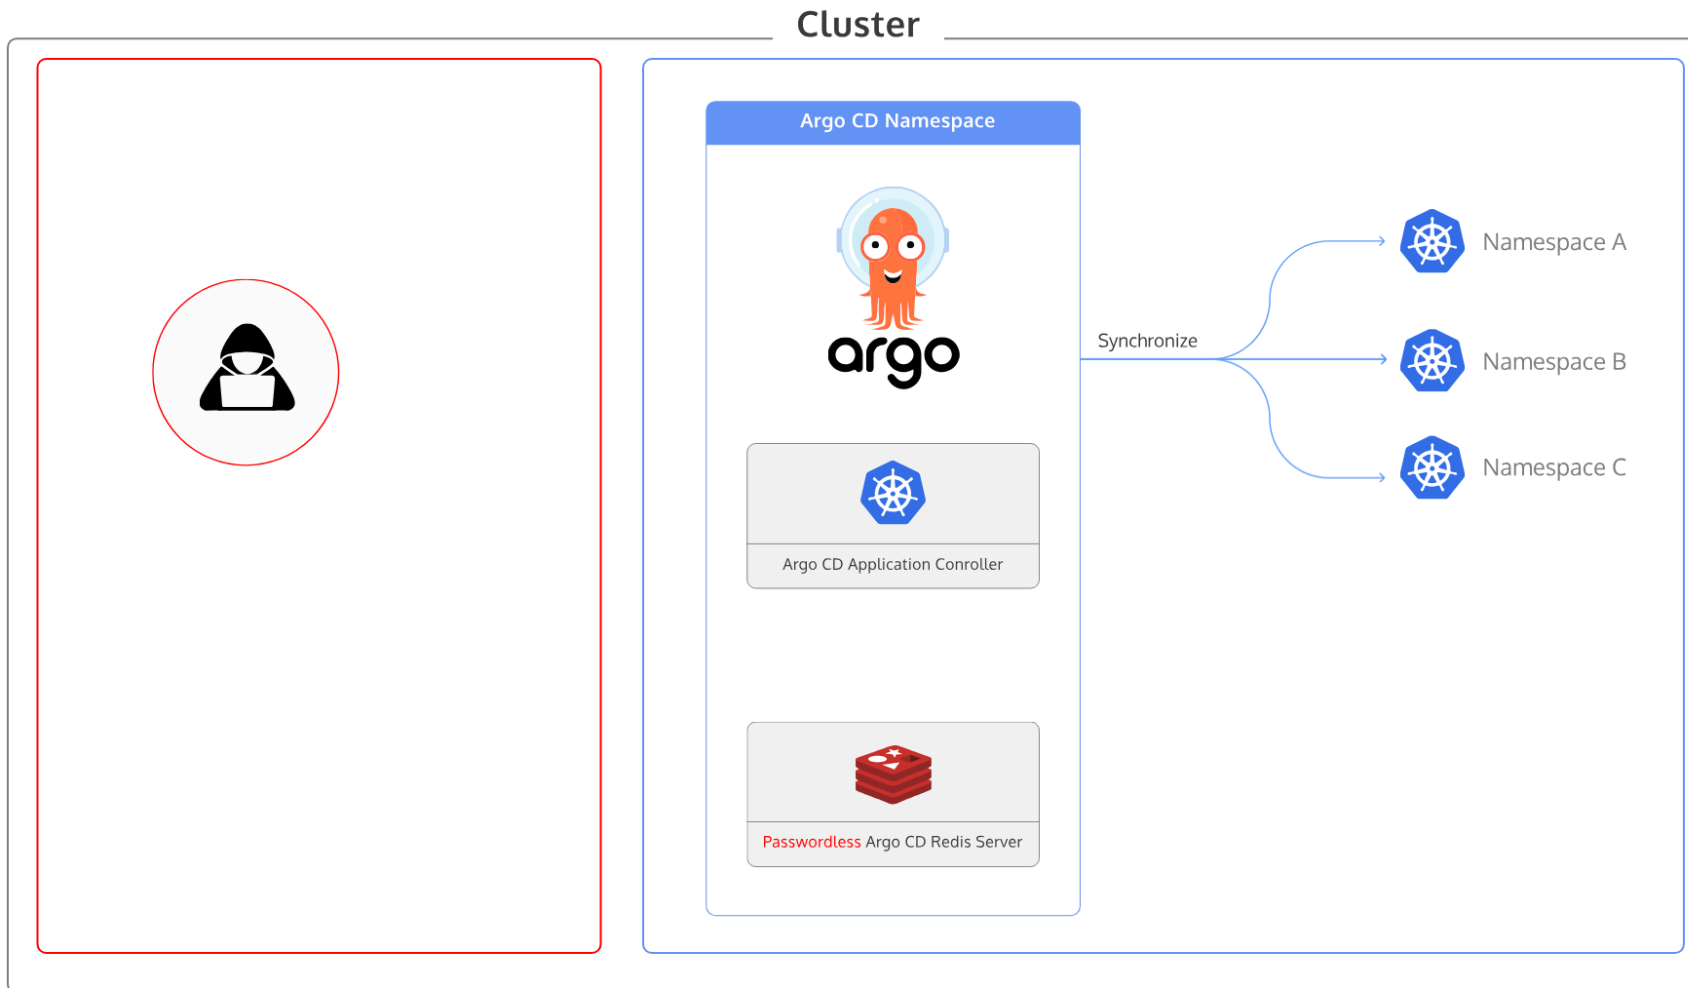 Cluster
Argo CD Namespace
argo
Synchronize
Namespace A
Namespace B
Namespace C
Argo CD Application Conroller
Passwordless Argo CD Redis Server